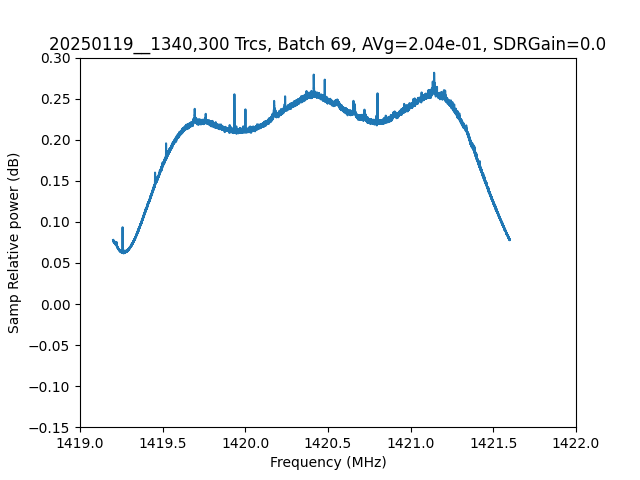 20250119__1340,300 Trcs, Batch 69, AVg=2.04e-01, SDRGain=0.0
0.30
0.25
0.20
0.15
0.10
0.05
0.00
−0.05
−0.10
−0.15
Samp Relative power (dB)
1419.0 1419.5 1420.0 1420.5 1421.0 1421.5 1422.0
Frequency (MHz)